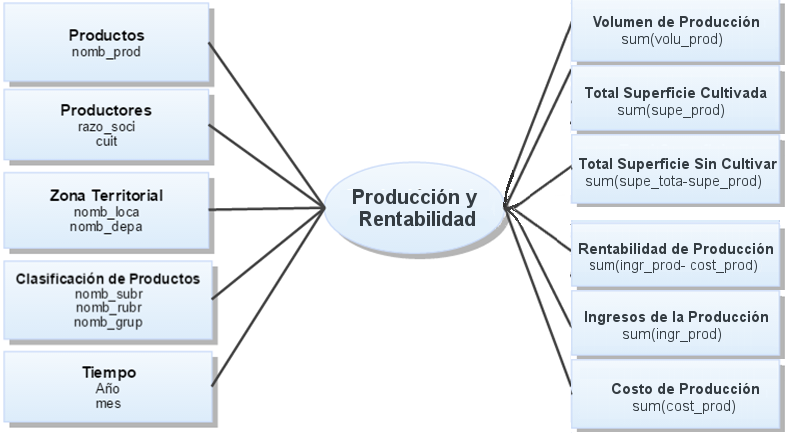 Productos
nomb_prod
Productores
razo_soci
cuit
Zona Territorial
nomb_loca
nomb_depa
Clasificación de Productos
nomb_subr
nomb_rubr
nomb_grup
Tiempo
Año
mes
Producción y
Rentabilidad
Volumen de Producción
sum(volu_prod)
Total Superficie Cultivada
sum(supe_prod)
Total Superficie Sin Cultivar
sum(supe_tota-supe_prod)
Rentabilidad de Producción
sum(ingr_prod- cost_prod)
Ingresos de la Producción
sum(ingr_prod)
Costo de Producción
sum(cost_prod)